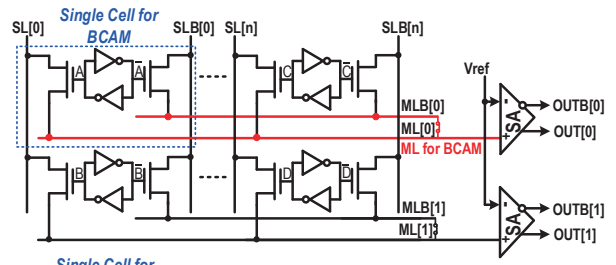 Single Cell for
BCAM
SL[0]
SLB[0]
SL[n]
SLB[n]
A
A̅
C
C̅
Vref
MLB[0]
ML[0]
ML for BCAM
- SA +
OUTB[0]
OUT[0]
B
B̅
D
D̅
MLB[1]
ML[1]
- SA +
OUTB[1]
OUT[1]
Single Cell for